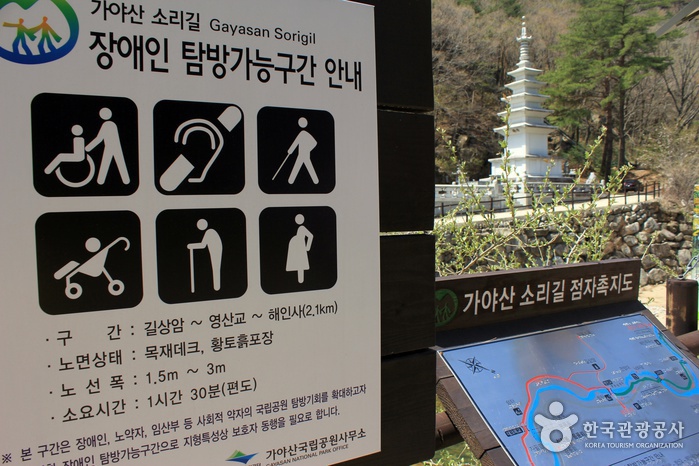 가야산 소리길 Gayasan Sorigil
장애인 탐방가능구간 안내
· 구 간 : 길상암 ~ 영산교 ~ 해인사(2.1km)
· 노면상태 : 목재데크, 황토흙포장
· 노 선 폭 : 1.5m ~ 3m
· 소요시간 : 1시간 30분(편도)
※ 본 구간은 장애인, 노약자, 임산부 등 사회적 약자의 국립공원 탐방기회를 확대하고자
탐방가능구간으로 지형특성상 보호자 동행을 필요로 합니다.
가야산국립공원사무소
GAYASAN NATIONAL PARK OFFICE
가야산 소리길 점자촉지도
한국관광공사
KOREA TOURISM ORGANIZATION